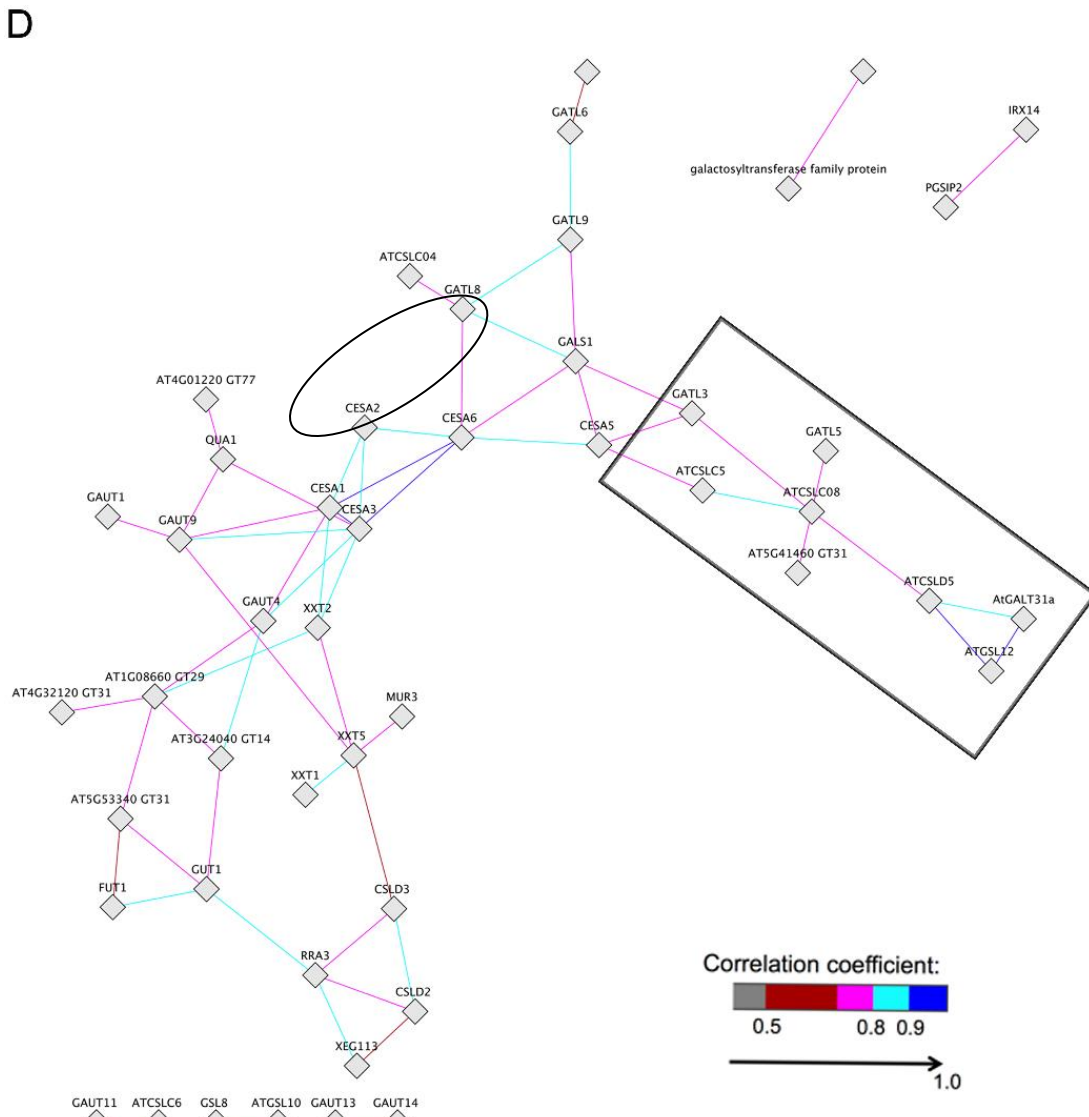 D
GATL6
IRX14
galactosyltransferase family protein
PGSIP2
GATL9
ATCSLC04
GATL8
GALS1
AT4G01220 GT77
GATL3
CESA2
CESA6
CESA5
GATL5
QUA1
ATCSLC5
CESA1
ATCSLC08
GAUT1
CESA3
GAUT9
AT5G41460 GT31
ATCSLD5
AtGALT31a
GAUT4
XXT2
ATGSL12
AT1G08660 GT29
AT4G32120 GT31
MUR3
AT3G24040 GT14
XXT5
XXT1
AT5G53340 GT31
GUT1
FUT1
CSLD3
RRA3
CSLD2
XEG113
Correlation coefficient:
0.5 0.8 0.9
1.0
GAUT11 ATCSLC6 GSL8 ATGSL10 GAUT13 GAUT14